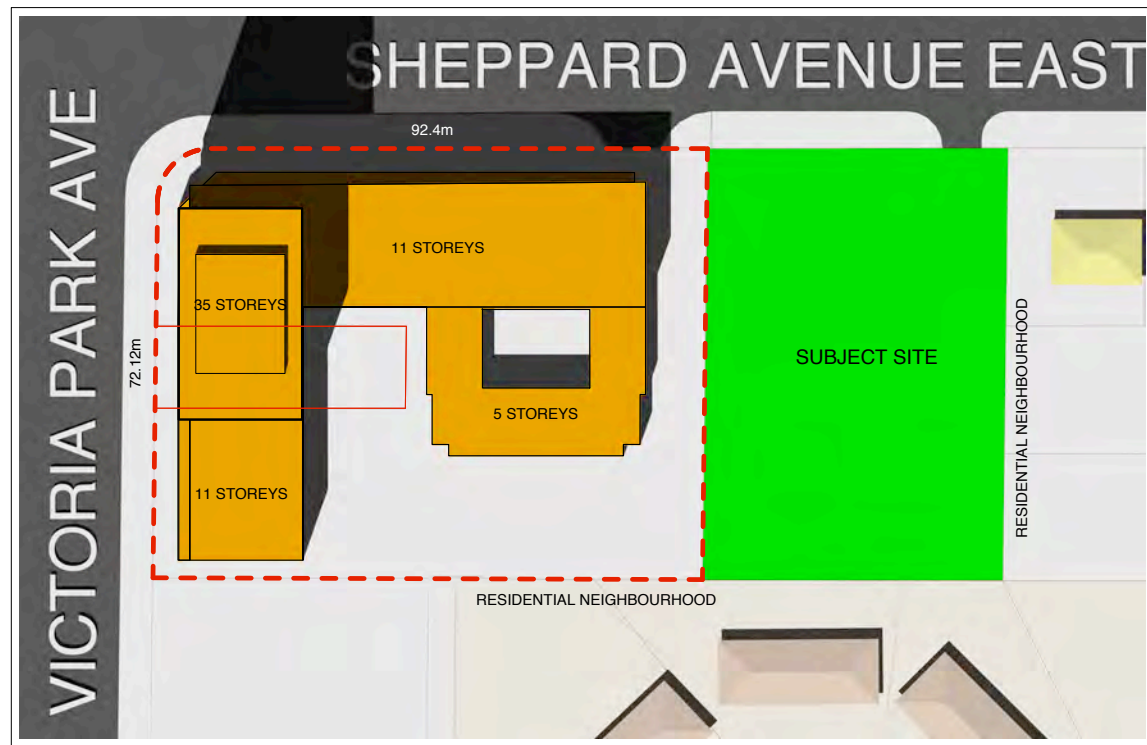 SHEPPARD AVENUE EAST
VICTORIA PARK AVE
92.4m
11 STOREYS
35 STOREYS
72.12m
SUBJECT SITE
RESIDENTIAL NEIGHBOURHOOD
5 STOREYS
11 STOREYS
RESIDENTIAL NEIGHBOURHOOD